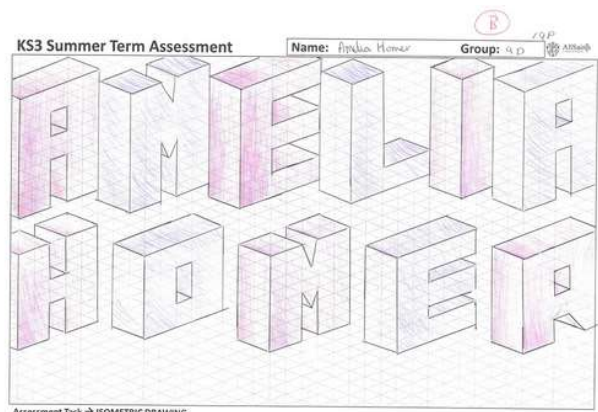 B
KS3 Summer Term Assessment Name: Amelia Homer Group: 9D
AMELIA
HOMER
Assessment Task → ISOMETRIC DRAWING